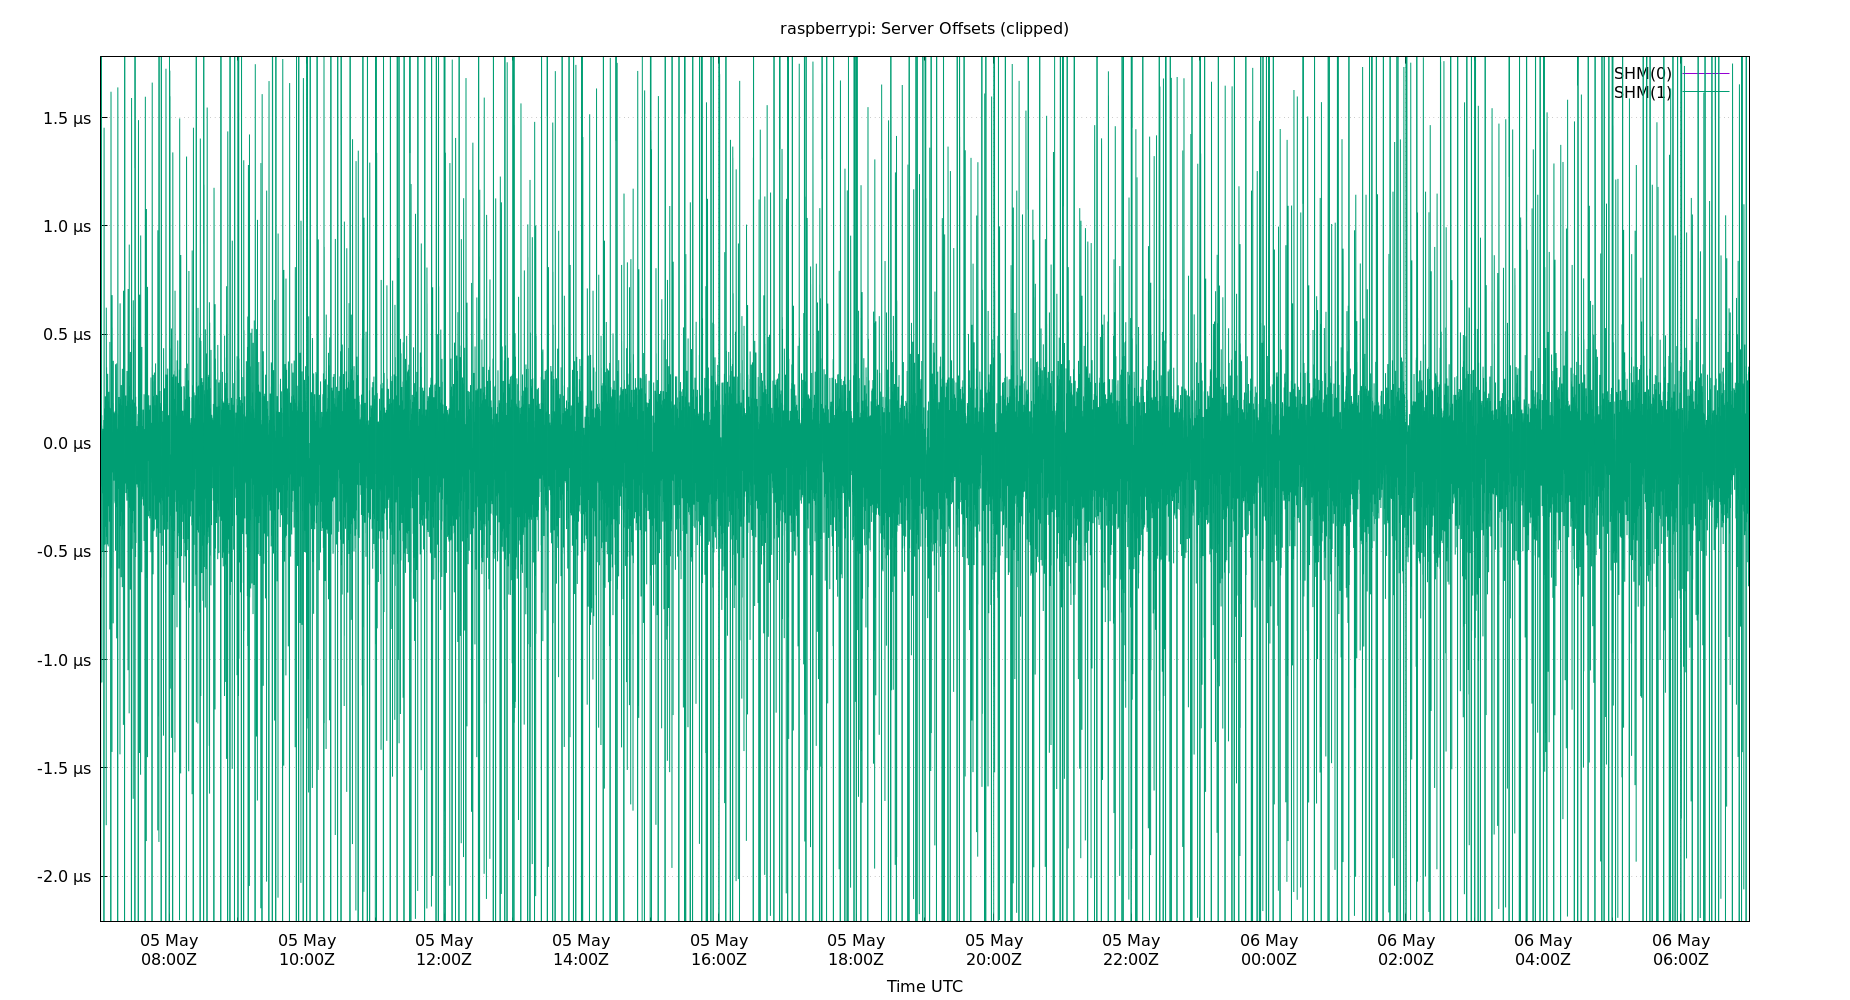 raspberrypi: Server Offsets (clipped)
SHM(0)
SHM(1)
1.5 µs
1.0 µs
0.5 µs
0.0 µs
-0.5 µs
-1.0 µs
-1.5 µs
-2.0 µs
05 May 05 May 05 May 05 May 05 May 05 May 05 May 05 May 06 May 06 May 06 May 06 May
08:00Z 10:00Z 12:00Z 14:00Z 16:00Z 18:00Z 20:00Z 22:00Z 00:00Z 02:00Z 04:00Z 06:00Z
Time UTC